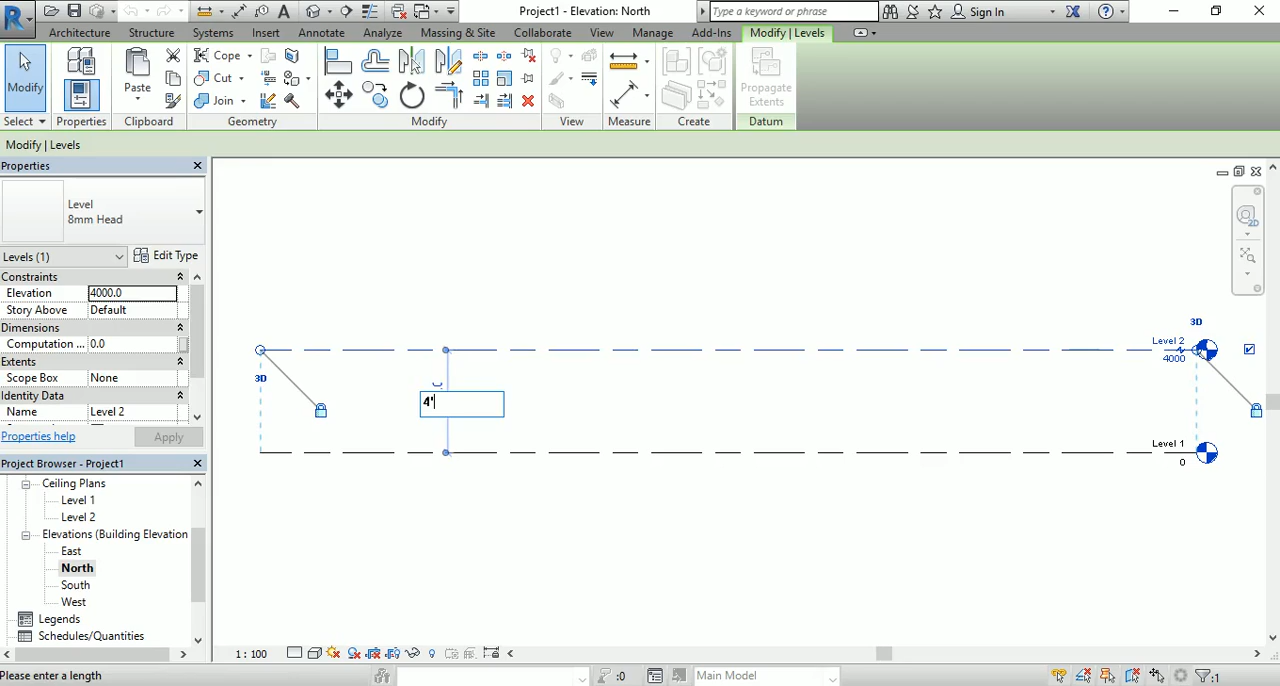 Project1 - Elevation: North
Type a keyword or phrase
Sign In
Architecture Structure Systems Insert Annotate Analyze Massing & Site Collaborate View Manage Add-Ins Modify | Levels
Modify
Paste
Cope
Cut
Join
Propagate
Extents
Select Properties Clipboard Geometry Modify View Measure Create Datum
Modify | Levels
Properties
Level
8mm Head
Levels (1)
Edit Type
Constraints
Elevation 4000.0
Story Above Default
Dimensions
Computation ... 0.0
Extents
Scope Box None
Identity Data
Name Level 2
Properties help
Apply
Project Browser - Project1
Ceiling Plans
Level 1
Level 2
Elevations (Building Elevation
East
North
South
West
Legends
Schedules/Quantities
2D
3D
Level 2
4000
3D
4'
Level 1
0
1 : 100
Please enter a length
:0
Main Model
:1